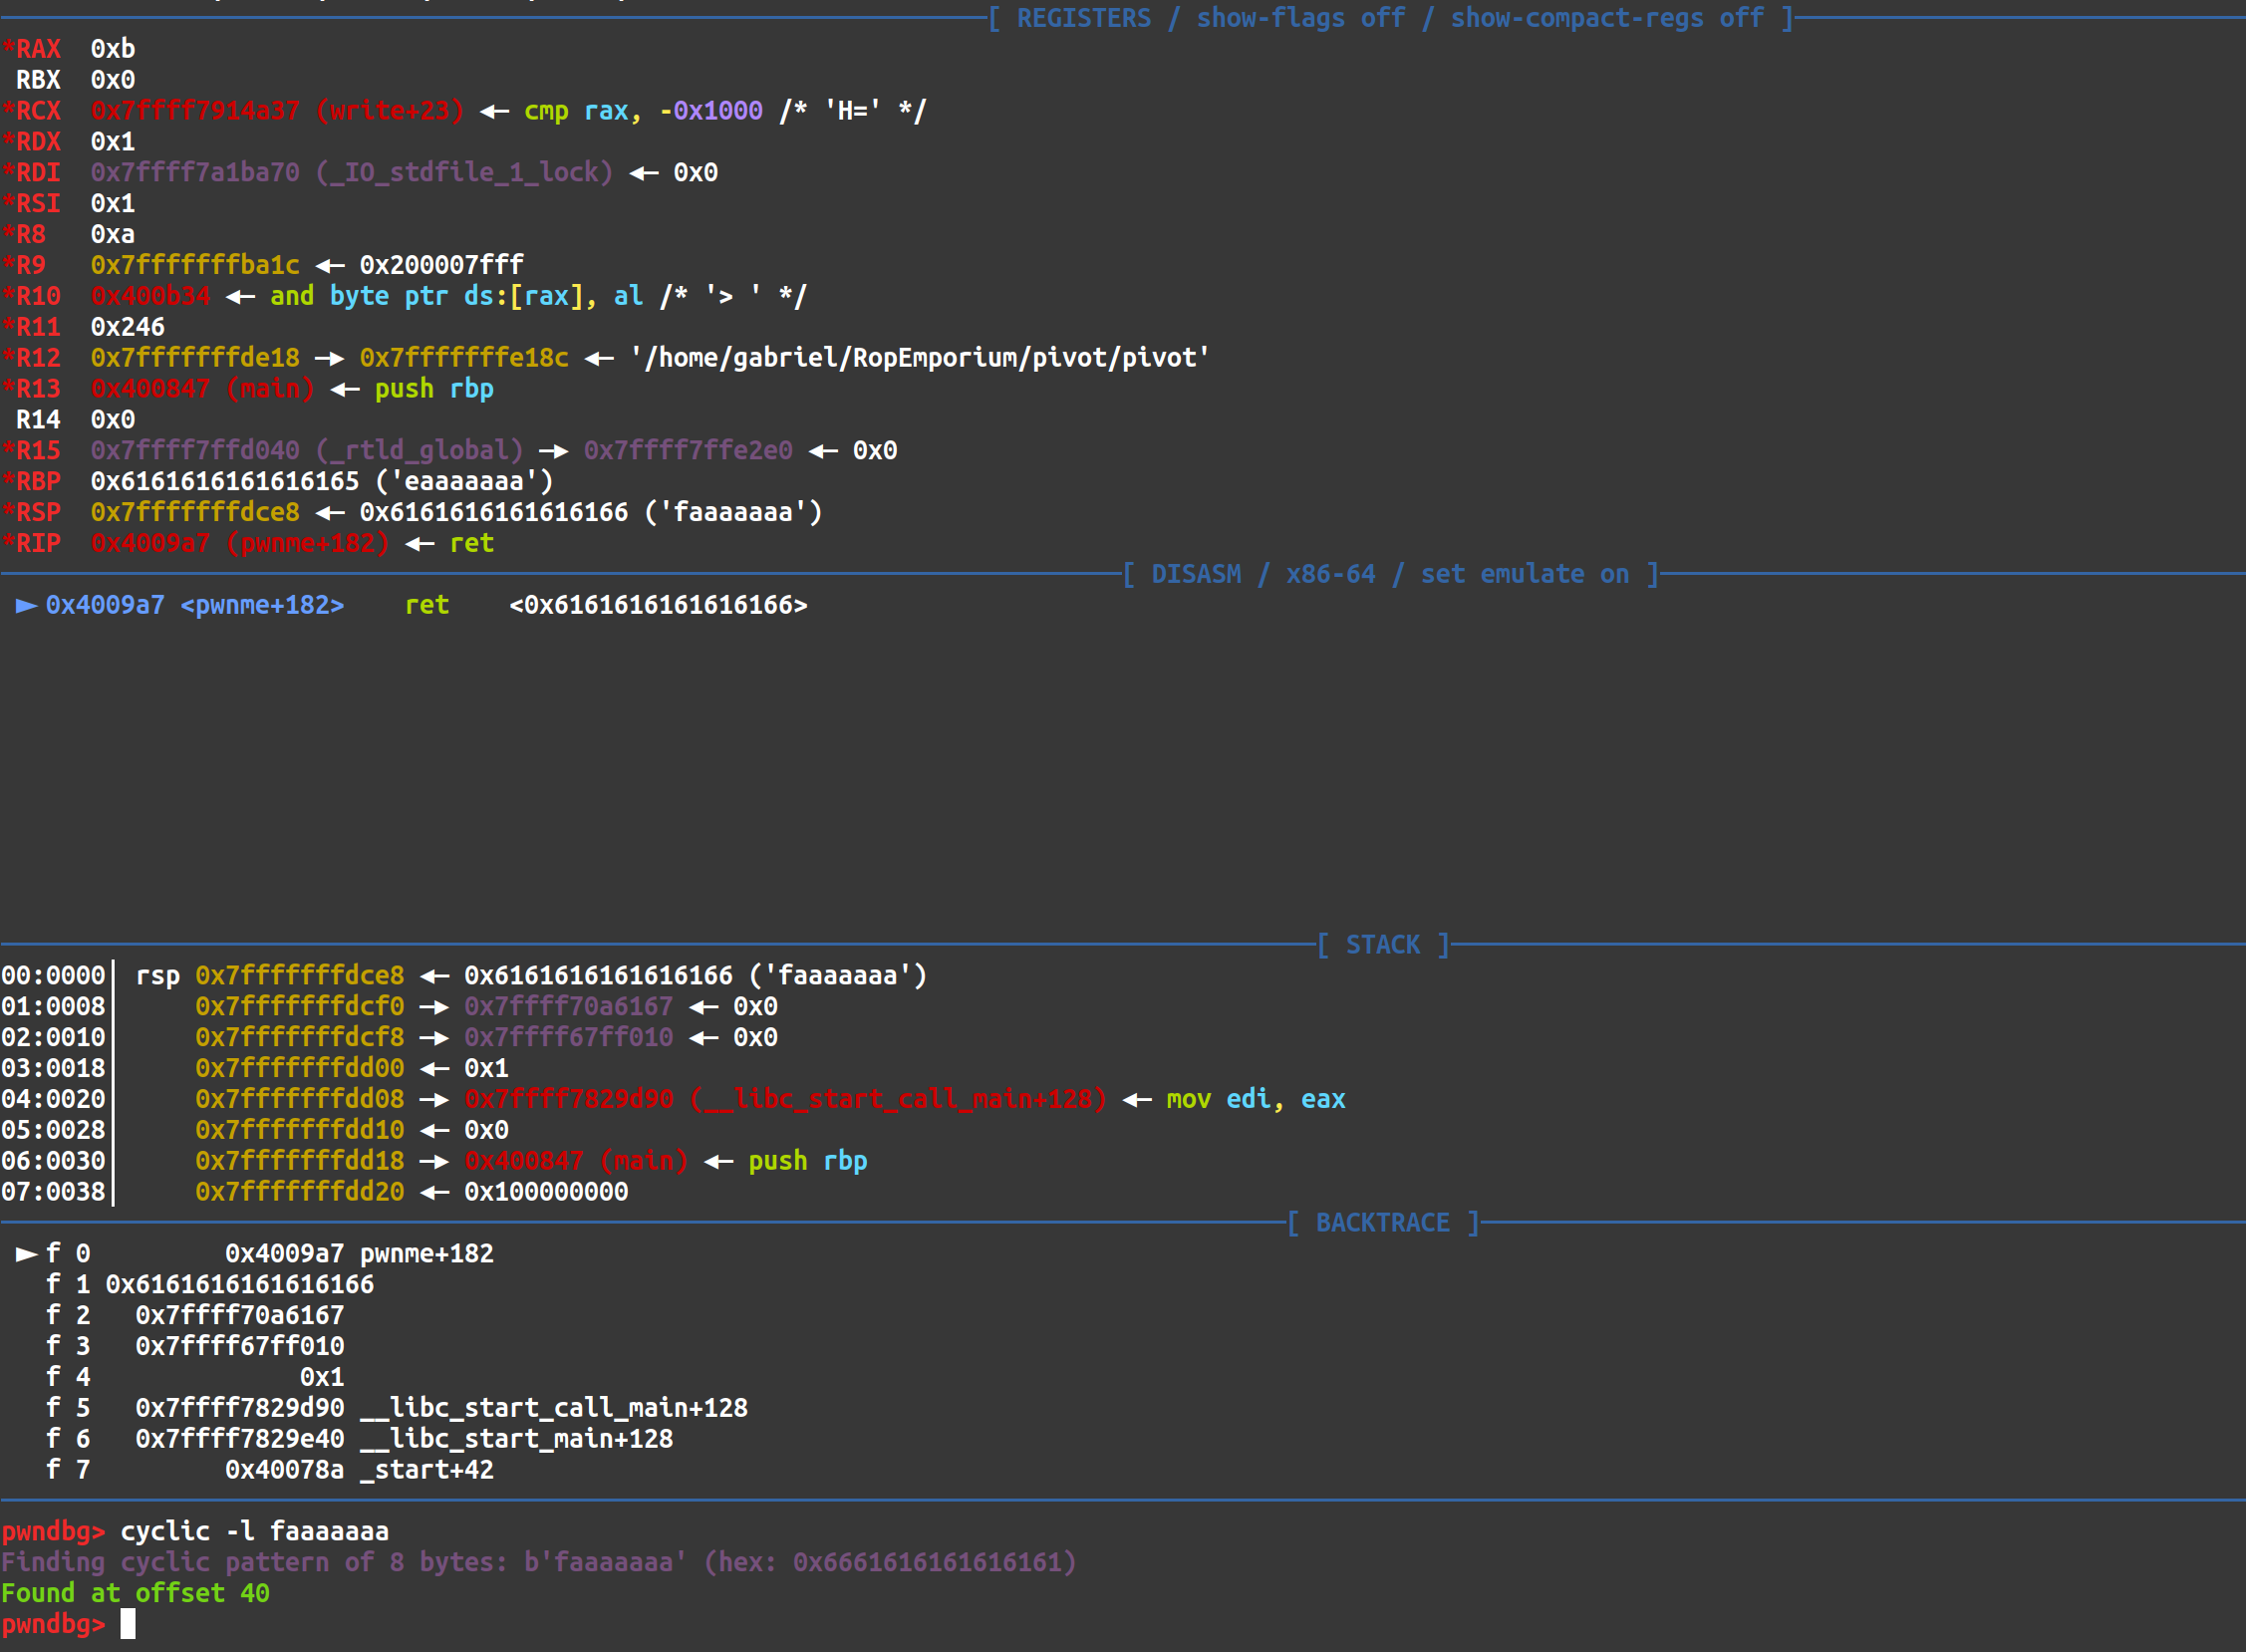 [ REGISTERS / show-flags off / show-compact-regs off ]
*RAX  0xb
 RBX  0x0
*RCX  0x7ffff7914a37 (write+23) ◂— cmp rax, -0x1000 /* 'H=' */
*RDX  0x1
*RDI  0x7ffff7a1ba70 (_IO_stdfile_1_lock) ◂— 0x0
*RSI  0x1
*R8   0xa
*R9   0x7fffffffba1c ◂— 0x200007fff
*R10  0x400b34 ◂— and byte ptr ds:[rax], al /* '> ' */
*R11  0x246
*R12  0x7fffffffde18 —▸ 0x7fffffffe18c ◂— '/home/gabriel/RopEmporium/pivot/pivot'
*R13  0x400847 (main) ◂— push rbp
 R14  0x0
*R15  0x7ffff7ffd040 (_rtld_global) —▸ 0x7ffff7ffe2e0 ◂— 0x0
*RBP  0x6161616161616165 ('eaaaaaaa')
*RSP  0x7fffffffdce8 ◂— 0x6161616161616166 ('faaaaaaa')
*RIP  0x4009a7 (pwnme+182) ◂— ret
[ DISASM / x86-64 / set emulate on ]
 ► 0x4009a7 <pwnme+182>    ret    <0x6161616161616166>
[ STACK ]
00:0000│ rsp 0x7fffffffdce8 ◂— 0x6161616161616166 ('faaaaaaa')
01:0008│     0x7fffffffdcf0 —▸ 0x7ffff70a6167 ◂— 0x0
02:0010│     0x7fffffffdcf8 —▸ 0x7ffff67ff010 ◂— 0x0
03:0018│     0x7fffffffdd00 ◂— 0x1
04:0020│     0x7fffffffdd08 —▸ 0x7ffff7829d90 (__libc_start_call_main+128) ◂— mov edi, eax
05:0028│     0x7fffffffdd10 ◂— 0x0
06:0030│     0x7fffffffdd18 —▸ 0x400847 (main) ◂— push rbp
07:0038│     0x7fffffffdd20 ◂— 0x100000000
[ BACKTRACE ]
 ► f 0         0x4009a7 pwnme+182
   f 1 0x6161616161616166
   f 2   0x7ffff70a6167
   f 3   0x7ffff67ff010
   f 4              0x1
   f 5   0x7ffff7829d90 __libc_start_call_main+128
   f 6   0x7ffff7829e40 __libc_start_main+128
   f 7         0x40078a _start+42
pwndbg> cyclic -l faaaaaaa
Finding cyclic pattern of 8 bytes: b'faaaaaaa' (hex: 0x6661616161616161)
Found at offset 40
pwndbg>